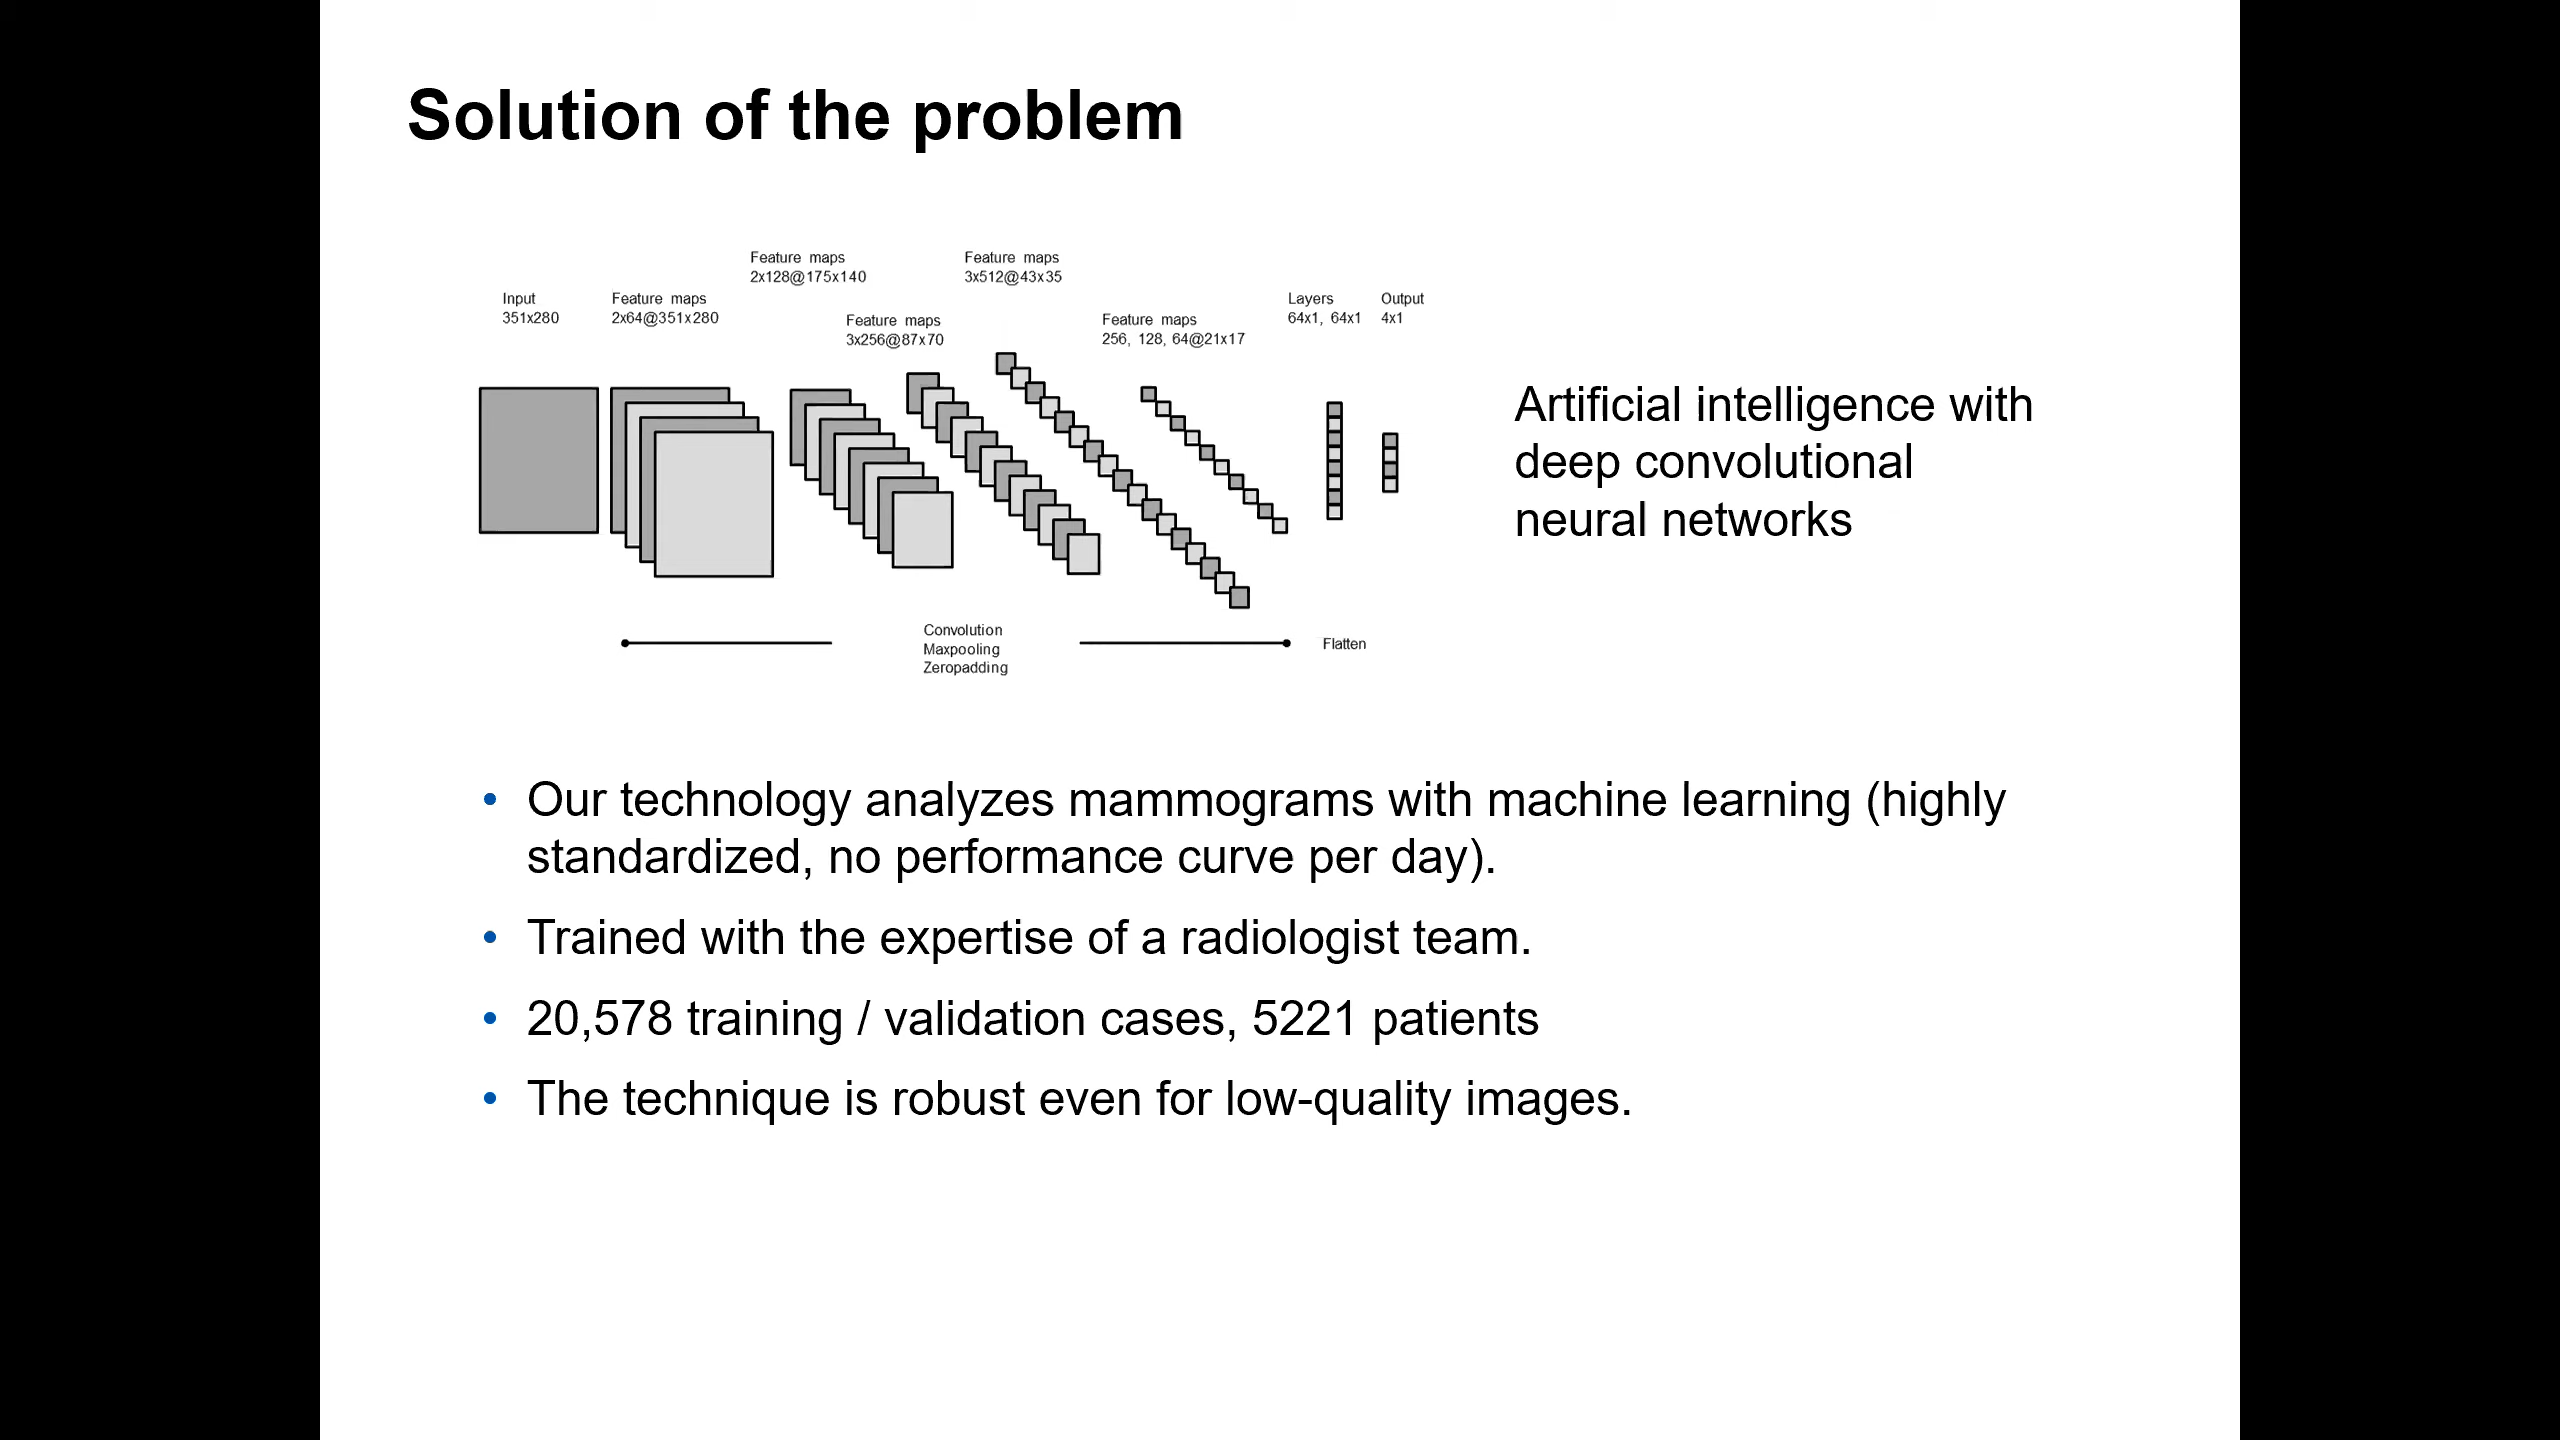 Solution of the problem
Input
351x280
Feature maps
2x64@351x280
Feature maps
2x128@175x140
Feature maps
3x256@87x70
Feature maps
3x512@43x35
Feature maps
256, 128, 64@21x17
Layers
64x1, 64x1
Output
4x1
Convolution
Maxpooling
Zeropadding
Flatten
Artificial intelligence with
deep convolutional
neural networks
• Our technology analyzes mammograms with machine learning (highly
standardized, no performance curve per day).
• Trained with the expertise of a radiologist team.
• 20,578 training / validation cases, 5221 patients
• The technique is robust even for low-quality images.